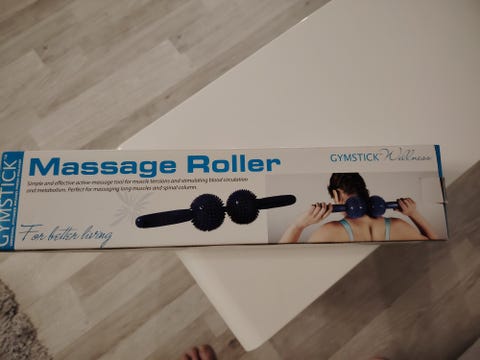 GYMSTICK™
Massage Roller
Simple and effective active-massage tool for muscle tensions and stimulating blood circulation
and metabolism. Perfect for massaging long muscles and spinal column.
For better living
GYMSTICK Wellness